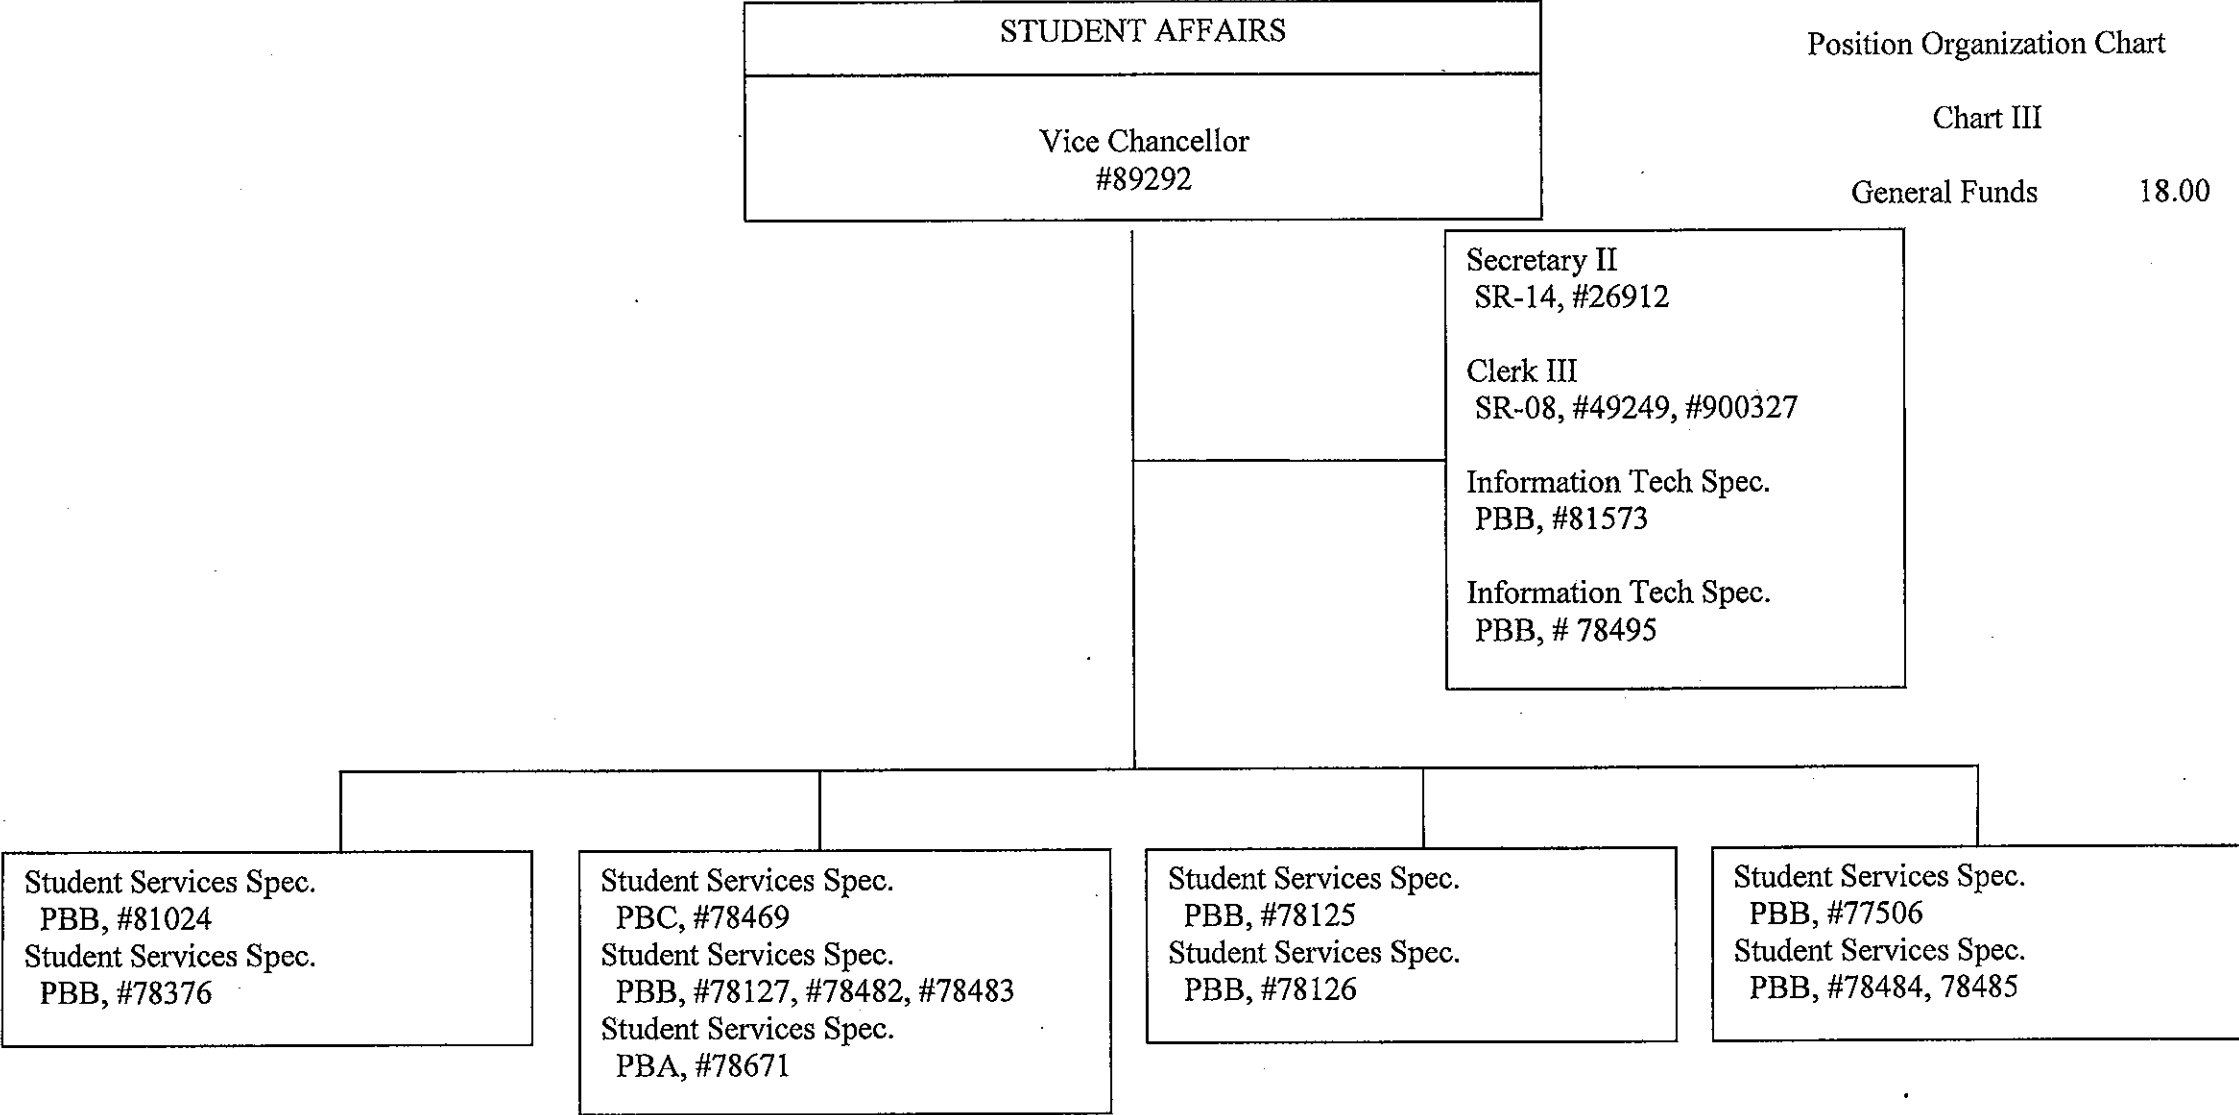 STUDENT AFFAIRS
Vice Chancellor
#89292
Position Organization Chart
Chart III
General Funds 18.00
Secretary II
SR-14, #26912
Clerk III
SR-08, #49249, #900327
Information Tech Spec.
PBB, #81573
Information Tech Spec.
PBB, # 78495
Student Services Spec.
PBB, #81024
Student Services Spec.
PBB, #78376
Student Services Spec.
PBC, #78469
Student Services Spec.
PBB, #78127, #78482, #78483
Student Services Spec.
PBA, #78671
Student Services Spec.
PBB, #78125
Student Services Spec.
PBB, #78126
Student Services Spec.
PBB, #77506
Student Services Spec.
PBB, #78484, 78485